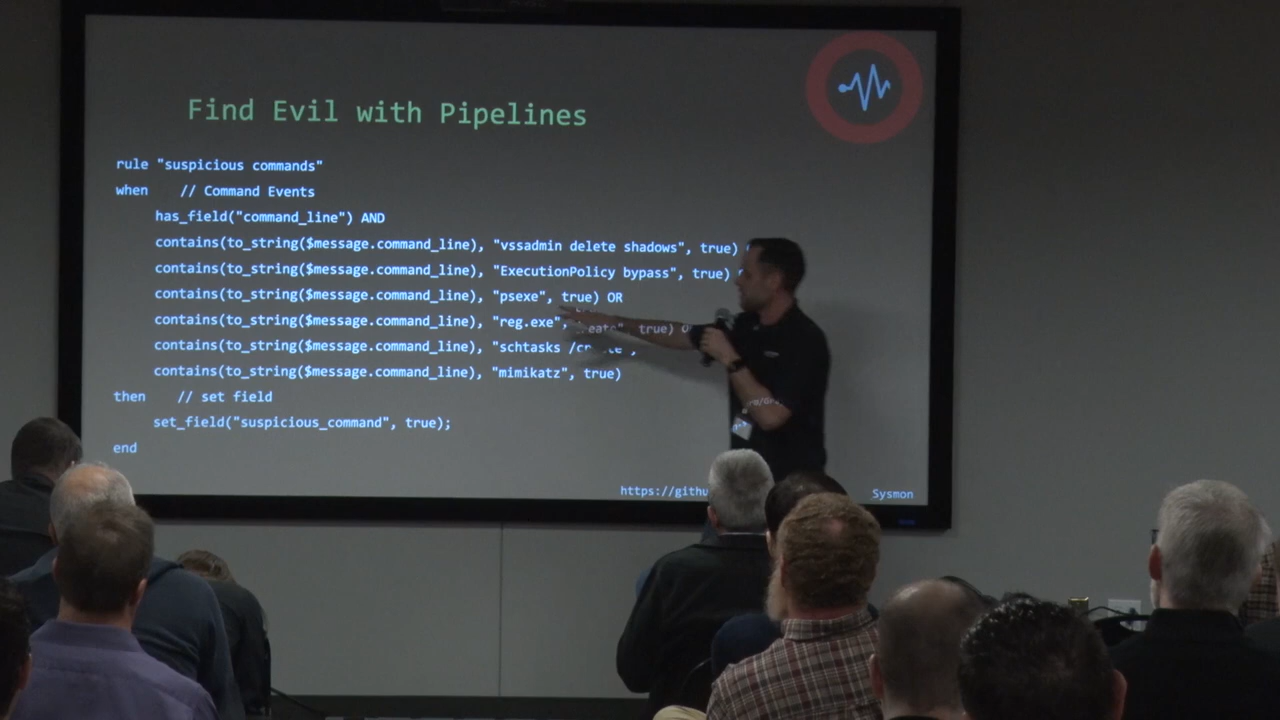 Find Evil with Pipelines
rule "suspicious commands"
when // Command Events
has_field("command_line") AND
contains(to_string($message.command_line), "vssadmin delete shadows", true)
contains(to_string($message.command_line), "ExecutionPolicy bypass", true)
contains(to_string($message.command_line), "psexe", true) OR
contains(to_string($message.command_line), "reg.exe", true)
contains(to_string($message.command_line), "schtasks
contains(to_string($message.command_line), "mimikatz", true)
then // set field
set_field("suspicious_command", true);
end
https://githu
Sysmon